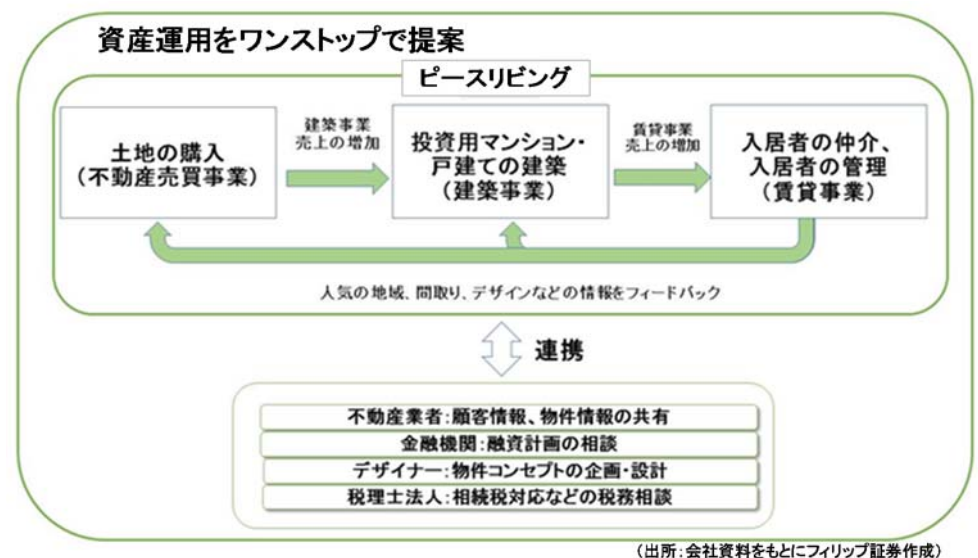 資産運用をワンストップで提案
ピースリビング
土地の購入
(不動産売買事業)
建築事業
売上の増加
投資用マンション・
戸建ての建築
(建築事業)
賃貸事業
売上の増加
入居者の仲介、
入居者の管理
(賃貸事業)
人気の地域、間取り、デザインなどの情報をフィードバック
連携
不動産業者:顧客情報、物件情報の共有
金融機関:融資計画の相談
デザイナー:物件コンセプトの企画・設計
税理士法人:相続税対応などの税務相談
(出所:会社資料をもとにフィリップ証券作成)